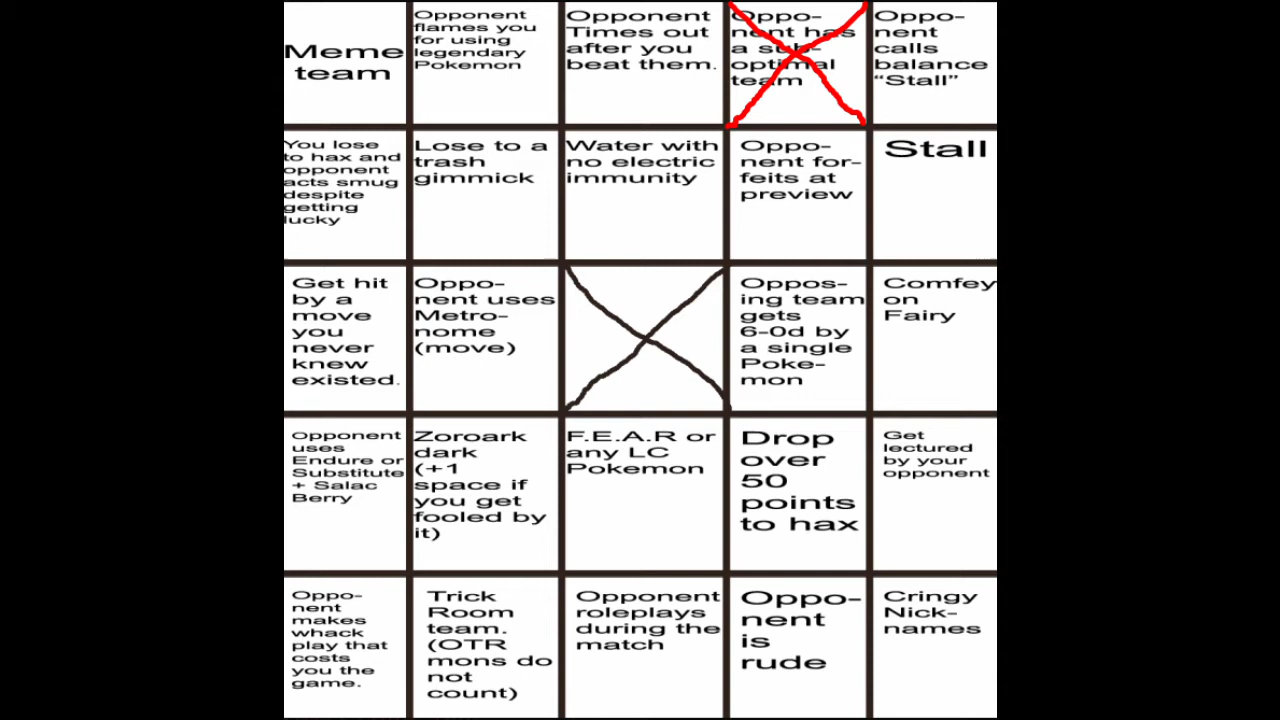 Meme
team
Opponent
flames you
for using
legendary
Pokemon
Opponent
Times out
after you
beat them.
Oppo-
nent has
a sub-
optimal
team
Oppo-
nent
calls
balance
“Stall”
You lose
to hax and
opponent
acts smug
despite
getting
lucky
Lose to a
trash
gimmick
Water with
no electric
immunity
Oppo-
nent for-
feits at
preview
Stall
Get hit
by a
move
you
never
knew
existed.
Oppo-
nent uses
Metro-
nome
(move)
Oppos-
ing team
gets
6-0d by
a single
Poke-
mon
Comfey
on
Fairy
Opponent
uses
Endure or
Substitute
+ Salac
Berry
Zoroark
dark
(+1
space if
you get
fooled by
it)
F.E.A.R or
any LC
Pokemon
Drop
over
50
points
to hax
Get
lectured
by your
opponent
Oppo-
nent
makes
whack
play that
costs
you the
game.
Trick
Room
team.
(OTR
mons do
not
count)
Opponent
roleplays
during the
match
Oppo-
nent
is
rude
Cringy
Nick-
names